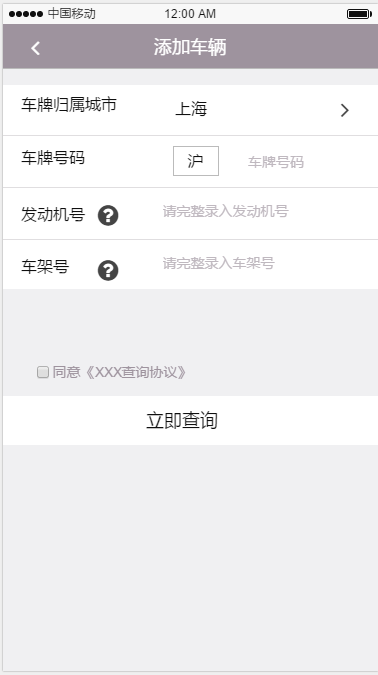 中国移动 12:00 AM
添加车辆
车牌归属城市 上海
车牌号码 沪 车牌号码
发动机号 ? 请完整录入发动机号
车架号 ? 请完整录入车架号
同意《XXX查询协议》
立即查询